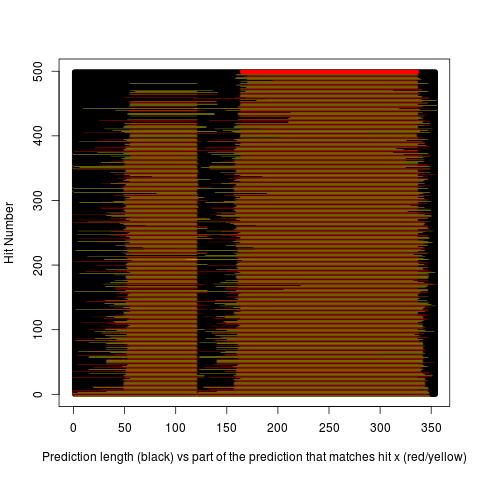 500
400
300
200
100
0
Hit Number
0 50 100 150 200 250 300 350
Prediction length (black) vs part of the prediction that matches hit x (red/yellow)